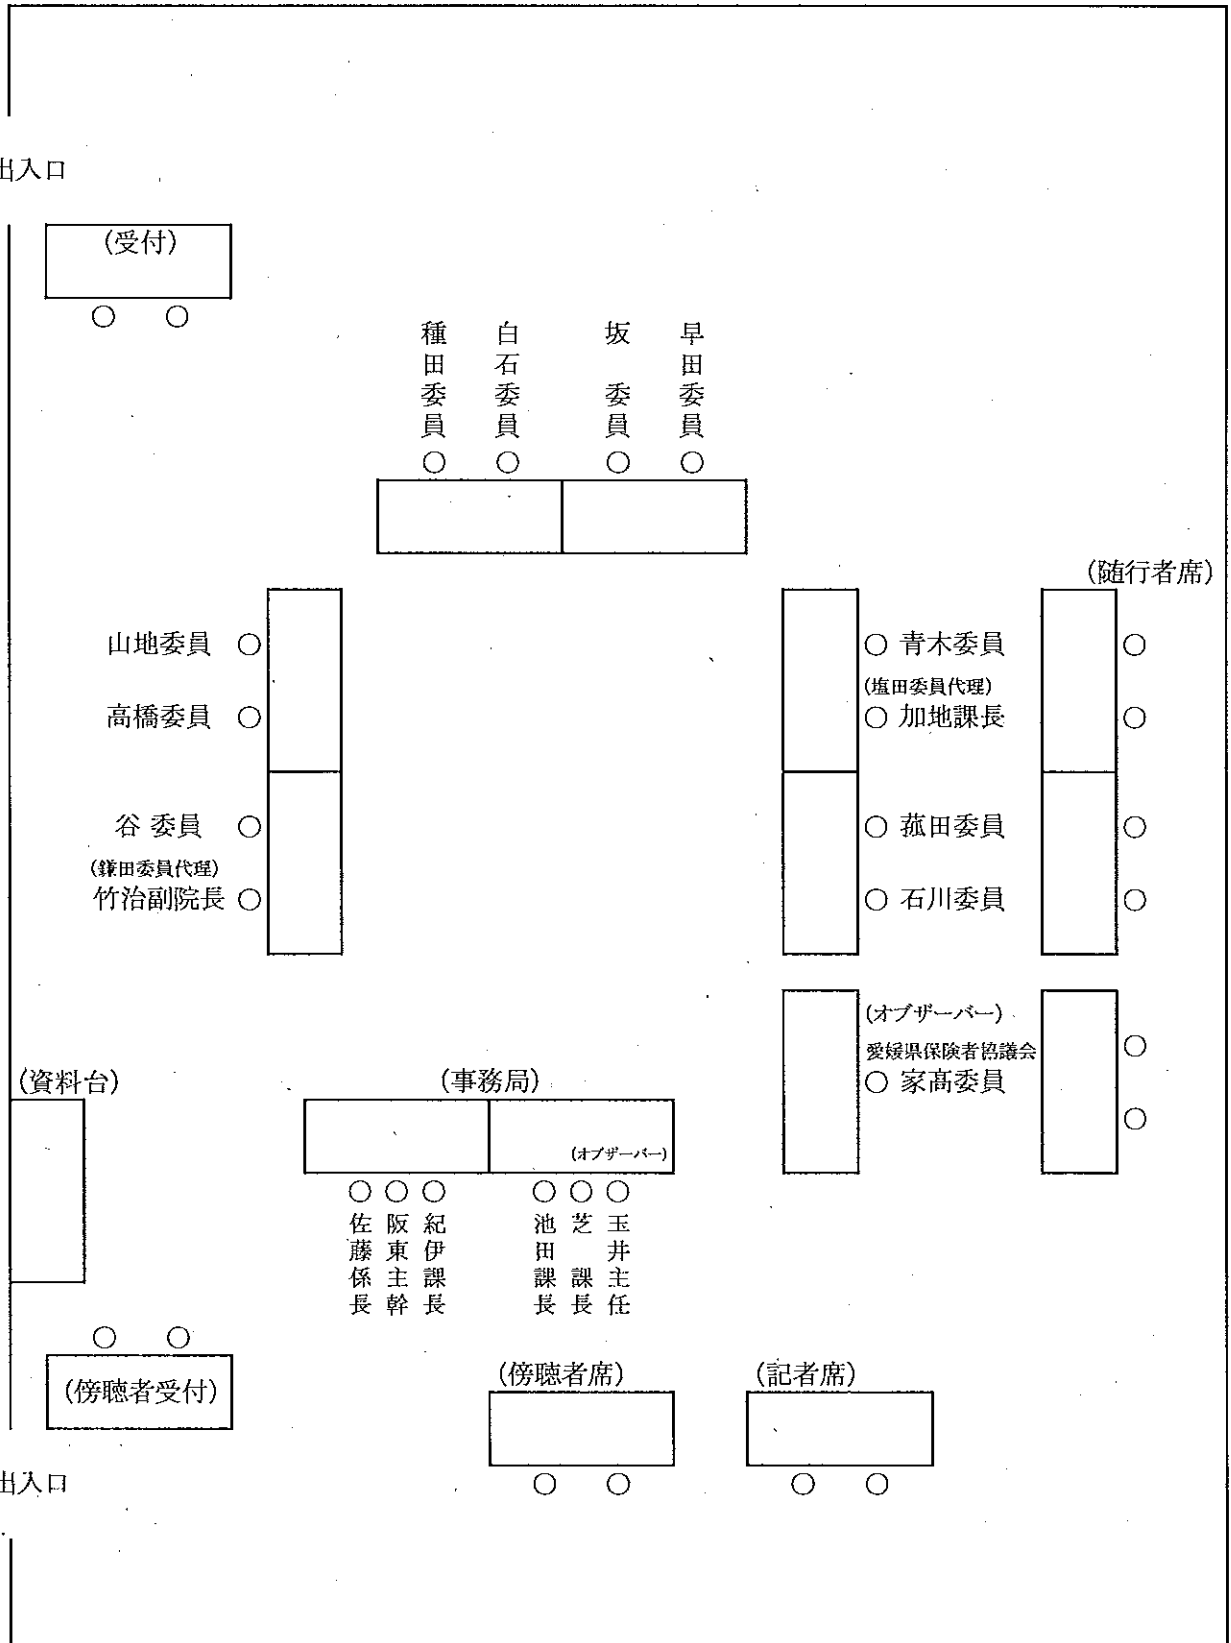 出入口
(受付)
種田委員
白石委員
坂 委員
早田委員
(随行者席)
山地委員
高橋委員
谷 委員
(鎌田委員代理)
竹治副院長
青木委員
(塩田委員代理)
加地課長
菰田委員
石川委員
(オブザーバー)
愛媛県保険者協議会
家髙委員
(資料台)
(事務局)
(オブザーバー)
佐藤係長
阪東主幹
紀伊課長
池田課長
芝 課長
玉井主任
(傍聴者受付)
(傍聴者席)
(記者席)
出入口